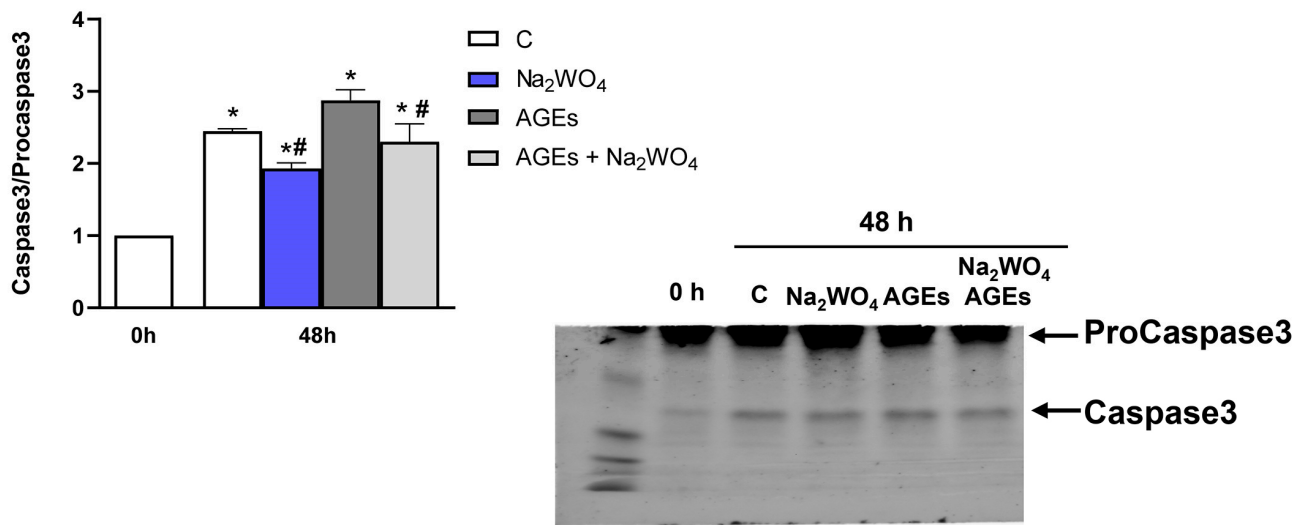 Caspase3/Procaspase3
4
3
2
1
0
*
*#
*
* #
0h
48h
C
Na₂WO₄
AGEs
AGEs + Na₂WO₄
48 h
0 h
C
Na₂WO₄
AGEs
Na₂WO₄
AGEs
ProCaspase3
Caspase3